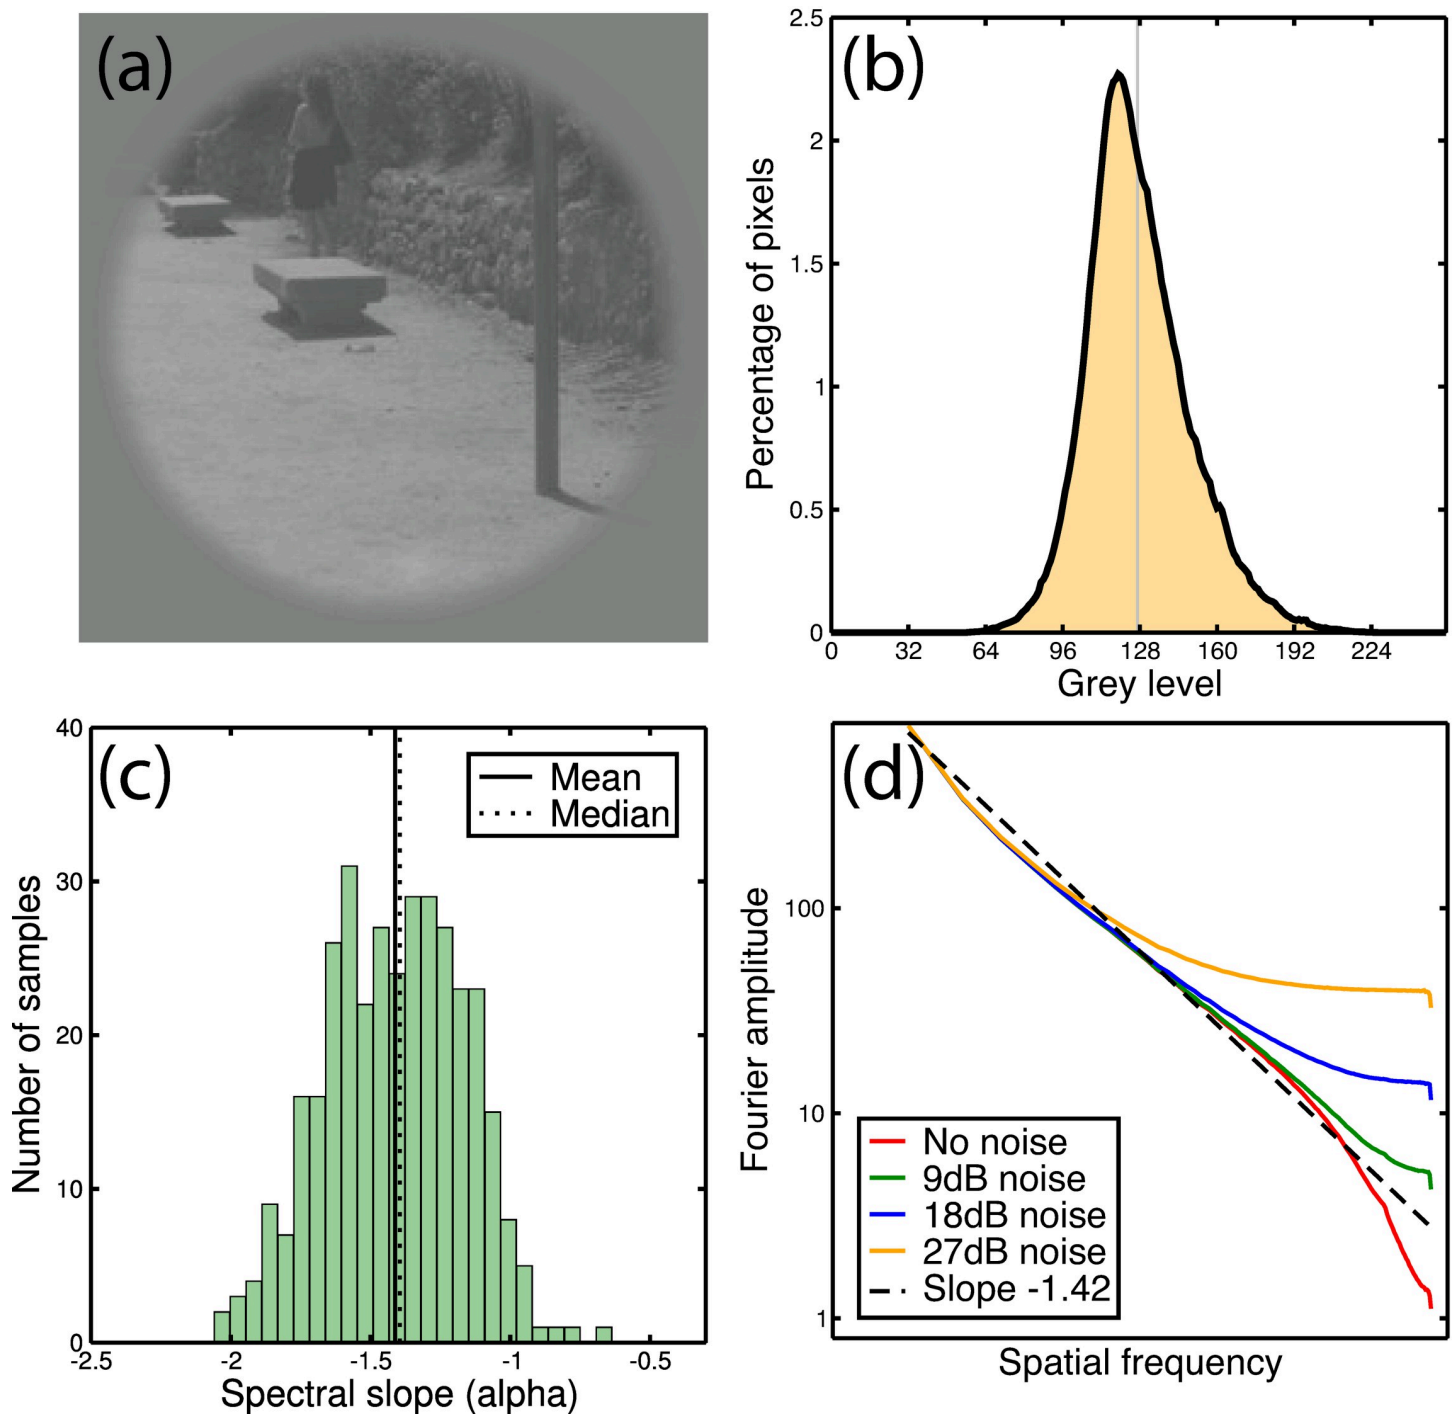 (a)
(b)
2.5
2
1.5
1
0.5
0
0 32 64 96 128 160 192 224
Percentage of pixels
Grey level
(c)
Mean
Median
40
30
20
10
0
-2.5 -2 -1.5 -1 -0.5
Number of samples
Spectral slope (alpha)
(d)
100
10
1
Fourier amplitude
No noise
9dB noise
18dB noise
27dB noise
Slope -1.42
Spatial frequency